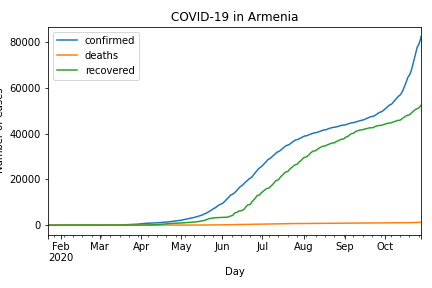 COVID-19 in Armenia
confirmed
deaths
recovered
80000
60000
40000
20000
0
Feb Mar Apr May Jun Jul Aug Sep Oct
2020
Day